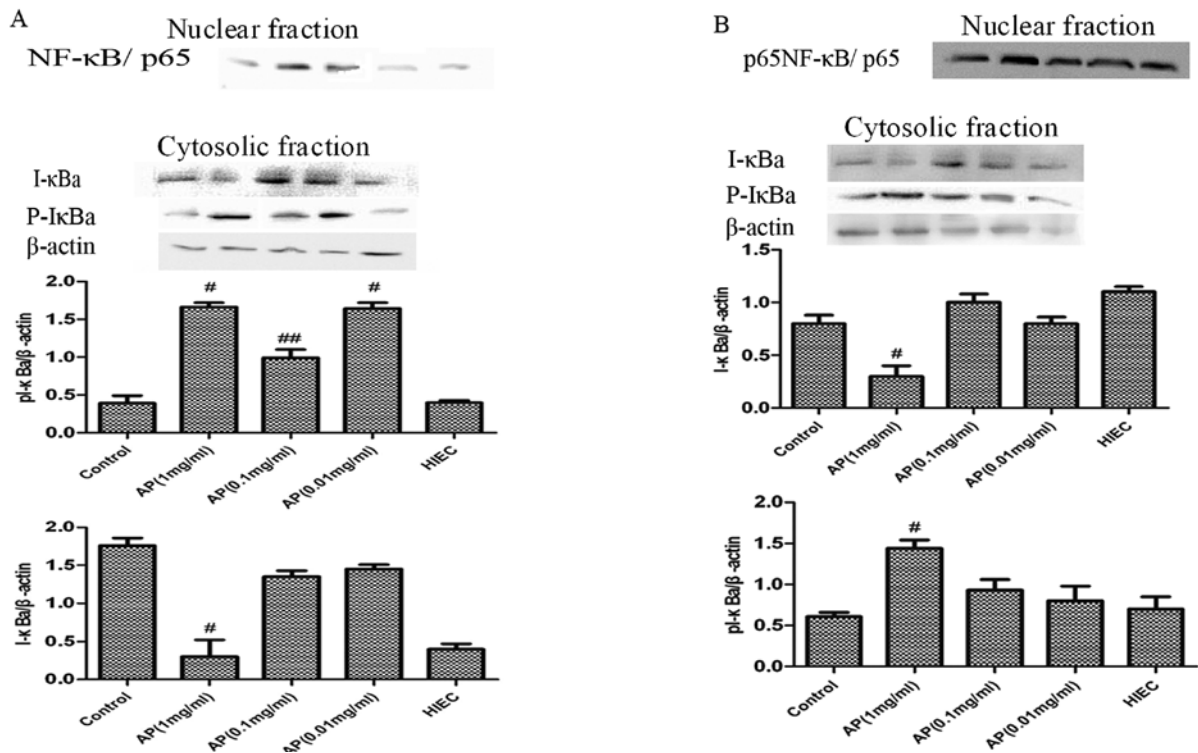 A
Nuclear fraction
NF-κB/ p65
Cytosolic fraction
I-κBa
P-IκBa
β-actin
2.0
1.5
1.0
0.5
0.0
pI-κ Ba/β-actin
#
##
#
Control
AP(1mg/ml)
AP(0.1mg/ml)
AP(0.01mg/ml)
HIEC
2.0
1.5
1.0
0.5
0.0
I-κ Ba/β-actin
#
Control
AP(1mg/ml)
AP(0.1mg/ml)
AP(0.01mg/ml)
HIEC
B
Nuclear fraction
p65NF-κB/ p65
Cytosolic fraction
I-κBa
P-IκBa
β-actin
1.5
1.0
0.5
0.0
I-κ Ba/β-actin
#
Control
AP(1mg/ml)
AP(0.1mg/ml)
AP(0.01mg/ml)
HIEC
2.0
1.5
1.0
0.5
0.0
pI-κ Ba/β-actin
#
Control
AP(1mg/ml)
AP(0.1mg/ml)
AP(0.01mg/ml)
HIEC